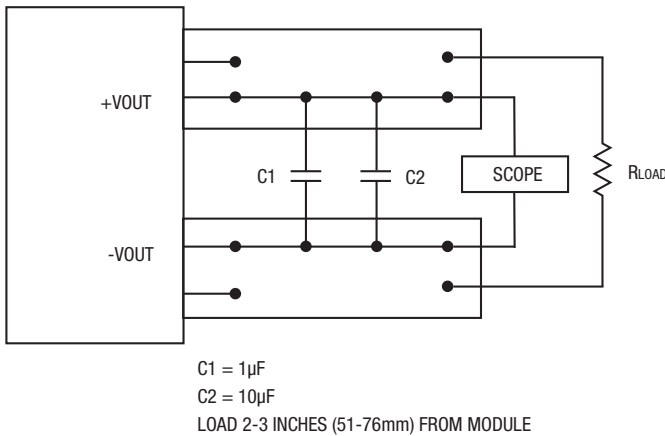 +VOUT
C1
C2
SCOPE
RLOAD
-VOUT
C1 = 1µF
C2 = 10µF
LOAD 2-3 INCHES (51-76mm) FROM MODULE